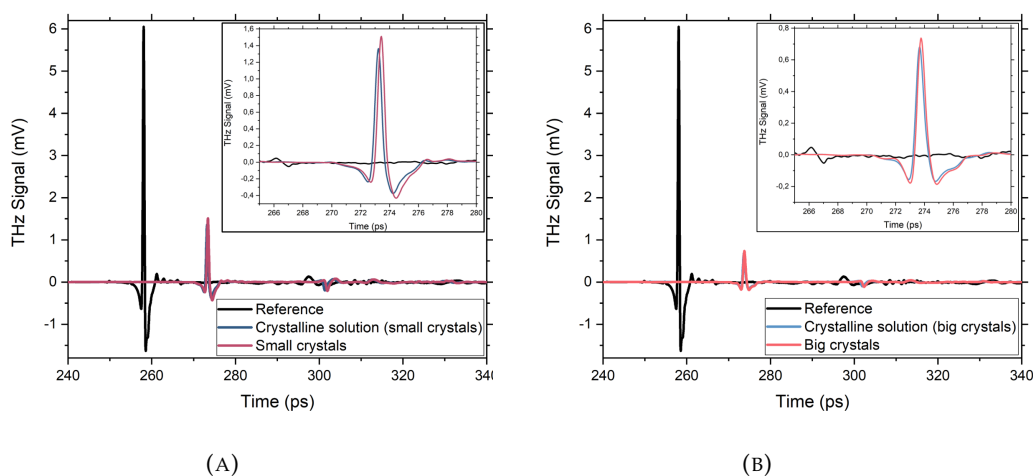 6
5
4
3
2
1
0
-1
240 260 280 300 320 340
THz Signal (mV)
Time (ps)
1,6
1,4
1,2
1,0
0,8
0,6
0,4
0,2
0,0
-0,2
-0,4
266 268 270 272 274 276 278 280
THz Signal (mV)
Time (ps)
Reference
Crystalline solution (small crystals)
Small crystals
(A)
6
5
4
3
2
1
0
-1
240 260 280 300 320 340
THz Signal (mV)
Time (ps)
0,8
0,6
0,4
0,2
0,0
-0,2
266 268 270 272 274 276 278 280
THz Signal (mV)
Time (ps)
Reference
Crystalline solution (big crystals)
Big crystals
(B)